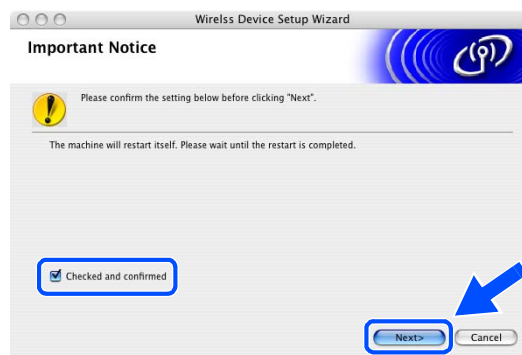 Wirelss Device Setup Wizard
Important Notice
Please confirm the setting below before clicking "Next".
The machine will restart itself. Please wait until the restart is completed.
Checked and confirmed
Next> Cancel